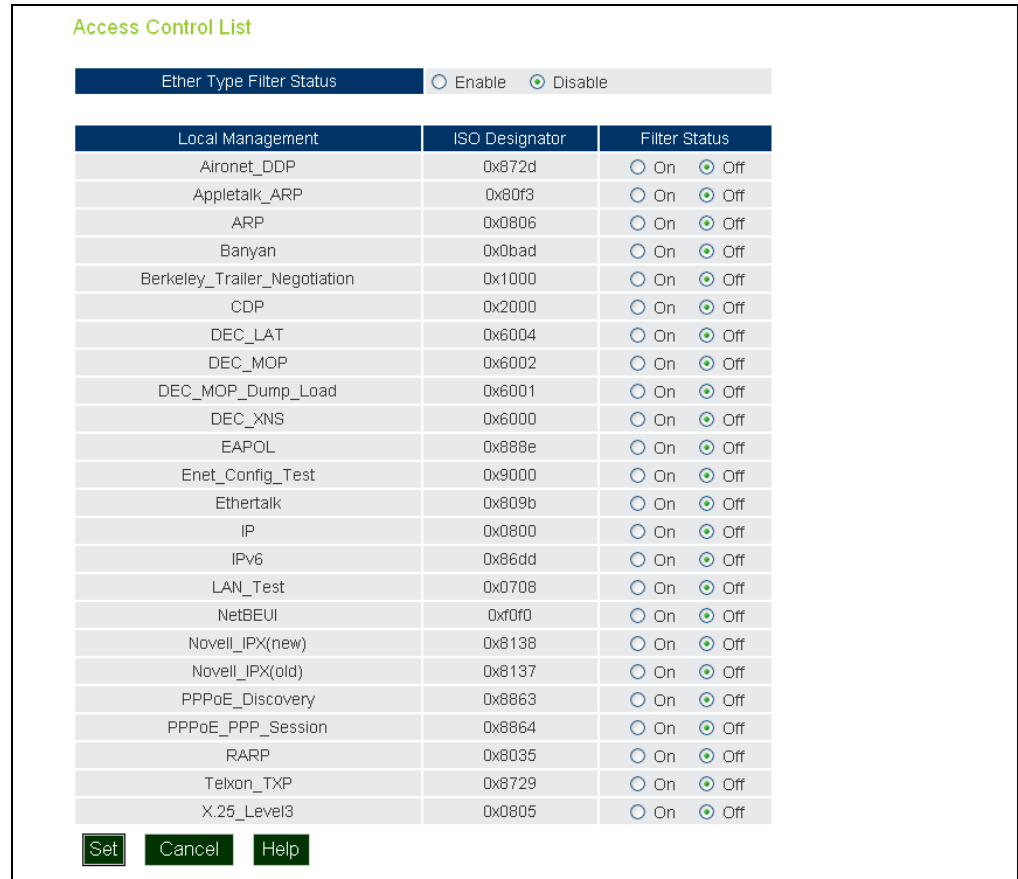 Access Control List
Ether Type Filter Status Enable Disable
Local Management ISO Designator Filter Status
Aironet_DDP 0x872d On Off
Appletalk_ARP 0x80f3 On Off
ARP 0x0806 On Off
Banyan 0x0bad On Off
Berkeley_Trailer_Negotiation 0x1000 On Off
CDP 0x2000 On Off
DEC_LAT 0x6004 On Off
DEC_MOP 0x6002 On Off
DEC_MOP_Dump_Load 0x6001 On Off
DEC_XNS 0x6000 On Off
EAPOL 0x888e On Off
Enet_Config_Test 0x9000 On Off
Ethertalk 0x809b On Off
IP 0x0800 On Off
IPv6 0x86dd On Off
LAN_Test 0x0708 On Off
NetBEUI 0xf0f0 On Off
Novell_IPX(new) 0x8138 On Off
Novell_IPX(old) 0x8137 On Off
PPPoE_Discovery 0x8863 On Off
PPPoE_PPP_Session 0x8864 On Off
RARP 0x8035 On Off
Telxon_TXP 0x8729 On Off
X.25_Level3 0x0805 On Off
Set Cancel Help